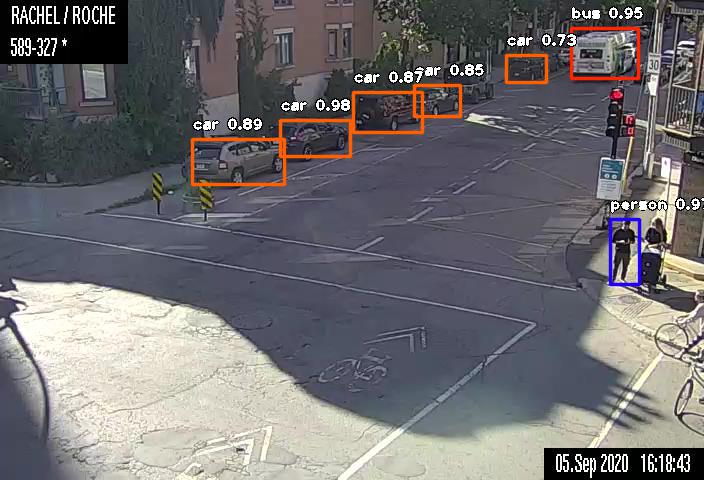 RACHEL / ROCHE
589-327 *
bus 0.95
car 0.73
car 0.87
car 0.85
car 0.98
car 0.89
30
person 0.97
05.Sep 2020 16:18:43